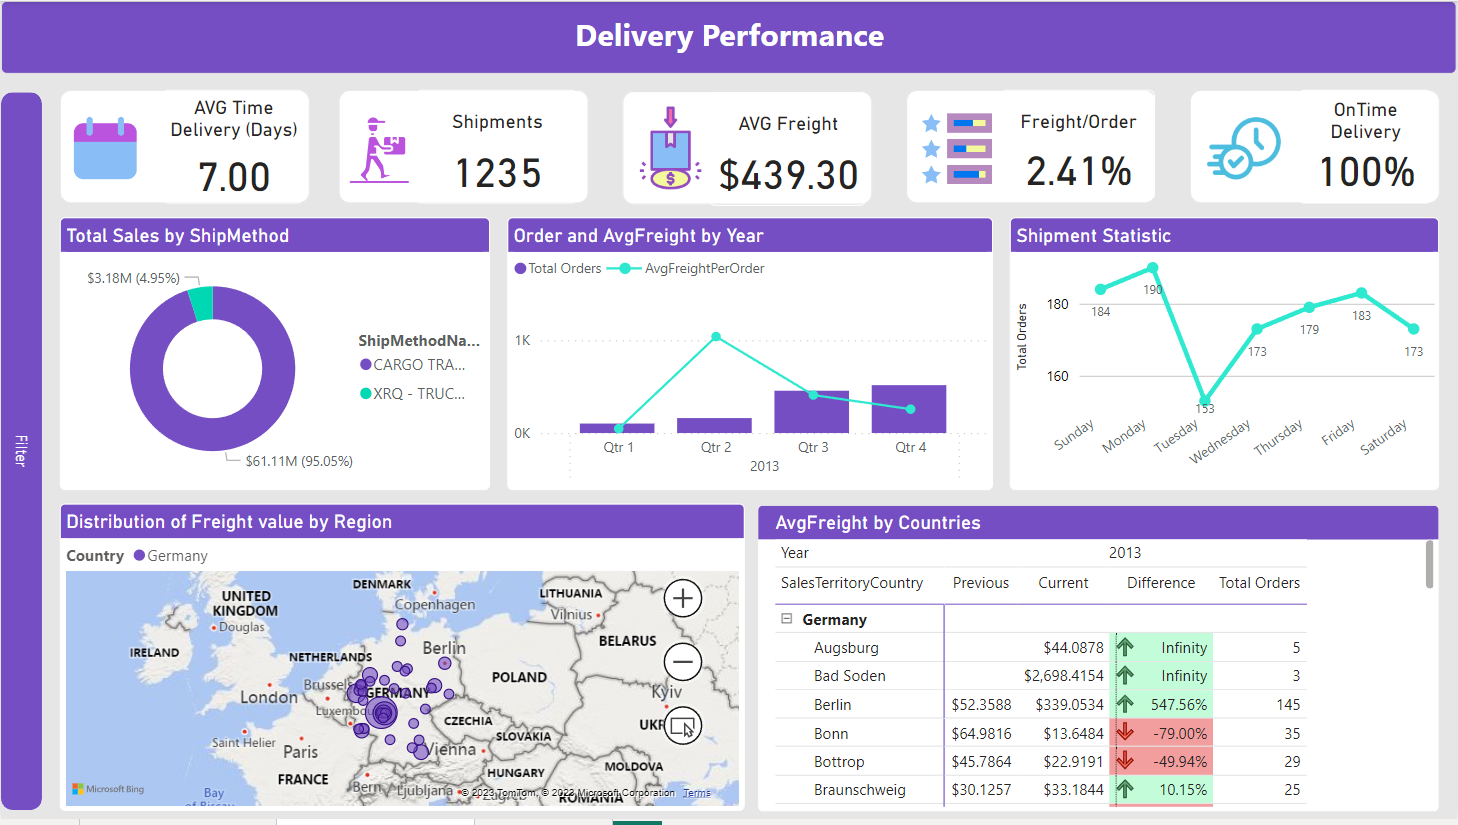 Delivery Performance
Filter
AVG Time
Delivery (Days)
7.00
Shipments
1235
AVG Freight
$
$439.30
Freight/Order
2.41%
OnTime
Delivery
100%
Total Sales by ShipMethod
$3.18M (4.95%)
$61.11M (95.05%)
ShipMethodNa...
CARGO TRA...
XRQ - TRUC...
Order and AvgFreight by Year
Total Orders AvgFreightPerOrder
1K
0K
Qtr 1 Qtr 2 Qtr 3 Qtr 4
2013
Shipment Statistic
Total Orders
180
160
184
190
153
173
179
183
173
Sunday
Monday
Tuesday
Wednesday
Thursday
Friday
Saturday
Distribution of Freight value by Region
Country Germany
DENMARK
LITHUANIA
UNITED
KINGDOM
Copenhagen
Vilnius
Douglas
BELARUS
IRELAND
NETHERLANDS
Berlin
POLAND
Brussels
GERMANY
London
Kyiv
Luxembou
CZECHIA
UKR
Saint Helier
Paris
Vienna
SLOVAKIA
MOLDOVA
FRANCE
HUNGARY
Bern
Ljubljana
Zagreb
ROMANIA
Bay
of Biscay
Microsoft Bing
© 2023 TomTom, © 2023 Microsoft Corporation Terms
AvgFreight by Countries
Year 2013
SalesTerritoryCountry Previous Current Difference Total Orders
Germany
Augsburg $44.0878 Infinity 5
Bad Soden $2,698.4154 Infinity 3
Berlin $52.3588 $339.0534 547.56% 145
Bonn $64.9816 $13.6484 -79.00% 35
Bottrop $45.7864 $22.9191 -49.94% 29
Braunschweig $30.1257 $33.1844 10.15% 25